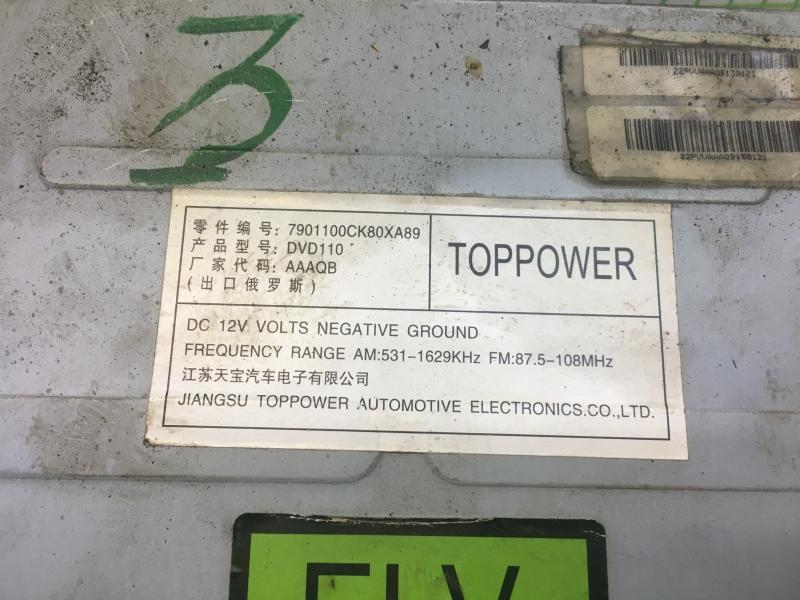 3
22PVVAAAQB130121
22PVVAAAQB130121
零件编号: 7901100CK80XA89
产品型号: DVD110
厂家代码: AAAQB
(出口俄罗斯)
TOPPOWER
DC 12V VOLTS NEGATIVE GROUND
FREQUENCY RANGE AM:531-1629KHz FM:87.5-108MHz
江苏天宝汽车电子有限公司
JIANGSU TOPPOWER AUTOMOTIVE ELECTRONICS.CO.,LTD.